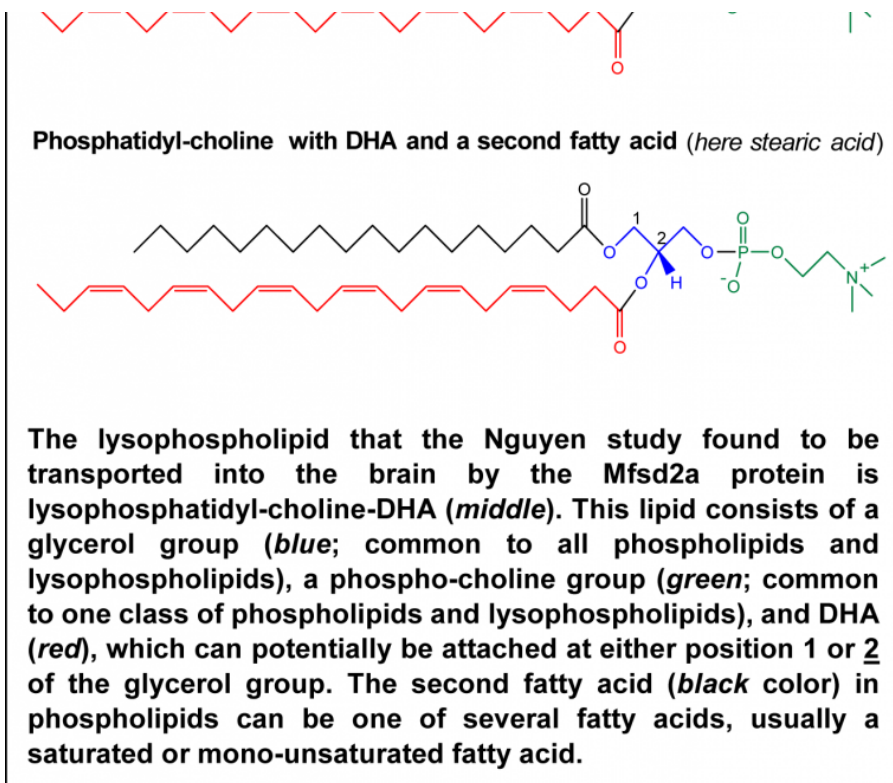 O
Phosphatidyl-choline with DHA and a second fatty acid (here stearic acid)
O
1
2
O
O
O
P
O
-O
N+
O
H
O
The lysophospholipid that the Nguyen study found to be
transported into the brain by the Mfsd2a protein is
lysophosphatidyl-choline-DHA (middle). This lipid consists of a
glycerol group (blue; common to all phospholipids and
lysophospholipids), a phospho-choline group (green; common
to one class of phospholipids and lysophospholipids), and DHA
(red), which can potentially be attached at either position 1 or 2
of the glycerol group. The second fatty acid (black color) in
phospholipids can be one of several fatty acids, usually a
saturated or mono-unsaturated fatty acid.